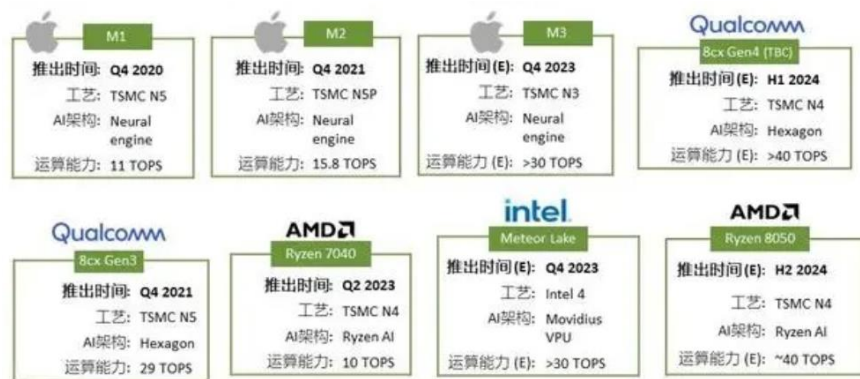 M1
推出时间: Q4 2020
工艺: TSMC N5
AI架构: Neural
engine
运算能力: 11 TOPS
M2
推出时间: Q4 2021
工艺: TSMC N5P
AI架构: Neural
engine
运算能力: 15.8 TOPS
M3
推出时间(E): Q4 2023
工艺: TSMC N3
AI架构: Neural
engine
运算能力 (E): >30 TOPS
Qualcomm
8cx Gen4 (TBC)
推出时间(E): H1 2024
工艺: TSMC N4
AI架构: Hexagon
运算能力 (E): >40 TOPS
Qualcomm
8cx Gen3
推出时间: Q4 2021
工艺: TSMC N5
AI架构: Hexagon
运算能力: 29 TOPS
AMD
Ryzen 7040
推出时间: Q2 2023
工艺: TSMC N4
AI架构: Ryzen AI
运算能力: 10 TOPS
intel
Meteor Lake
推出时间(E): Q4 2023
工艺: Intel 4
AI架构: Movidius
VPU
运算能力 (E): >30 TOPS
AMD
Ryzen 8050
推出时间(E): H2 2024
工艺: TSMC N4
AI架构: Ryzen AI
运算能力 (E): ~40 TOPS